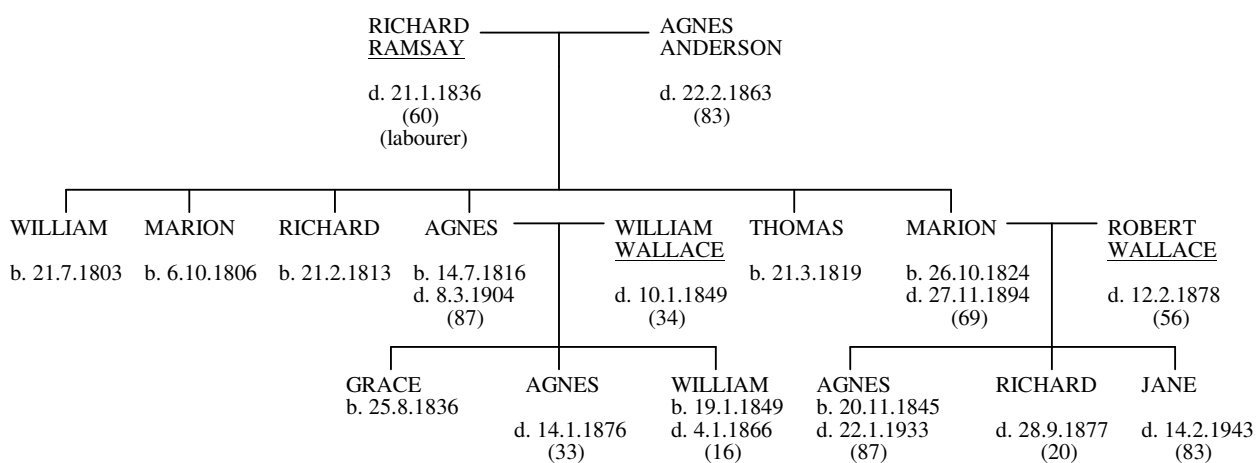 RICHARD
RAMSAY
AGNES
ANDERSON
d. 21.1.1836
(60)
(labourer)
d. 22.2.1863
(83)
WILLIAM
b. 21.7.1803
MARION
b. 6.10.1806
RICHARD
b. 21.2.1813
AGNES
b. 14.7.1816
d. 8.3.1904
(87)
WILLIAM
WALLACE
d. 10.1.1849
(34)
THOMAS
b. 21.3.1819
MARION
b. 26.10.1824
d. 27.11.1894
(69)
ROBERT
WALLACE
d. 12.2.1878
(56)
GRACE
b. 25.8.1836
AGNES
d. 14.1.1876
(33)
WILLIAM
b. 19.1.1849
d. 4.1.1866
(16)
AGNES
b. 20.11.1845
d. 22.1.1933
(87)
RICHARD
d. 28.9.1877
(20)
JANE
d. 14.2.1943
(83)